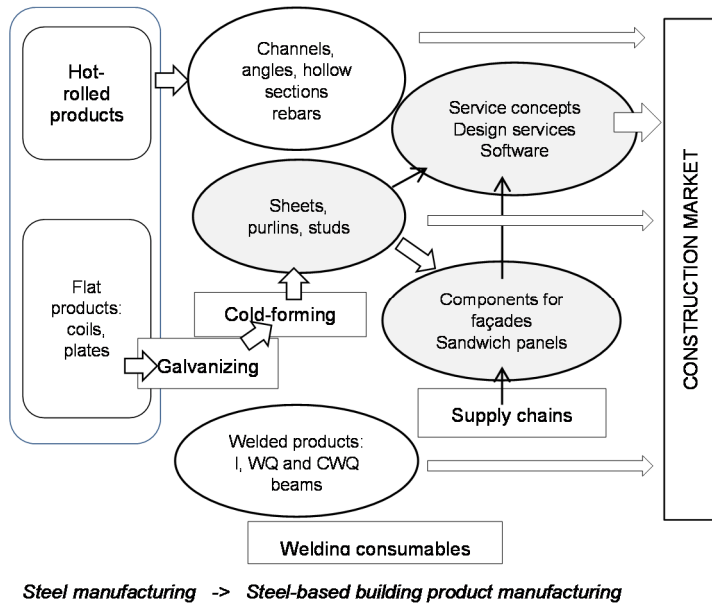 Hot-
rolled
products
Channels,
angles, hollow
sections
rebars
Service concepts
Design services
Software
Sheets,
purlins, studs
Flat
products:
coils,
plates
Cold-forming
Galvanizing
Components for
façades
Sandwich panels
Supply chains
Welded products:
I, WQ and CWQ
beams
Welding consumables
CONSTRUCTION MARKET
Steel manufacturing -> Steel-based building product manufacturing